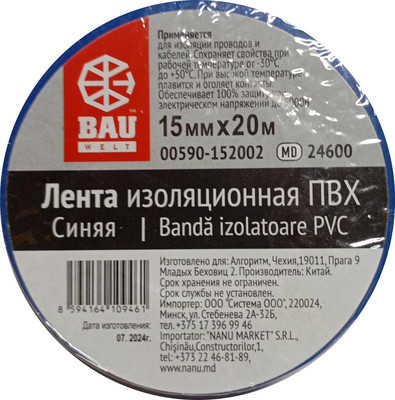 Применяется
для изоляции проводов и
кабелей. Сохраняет свойства при
рабочей температуре от -30°С
до +50°С. При высокой температуре
плавится и оголяет контакты.
Обеспечивает 100% защиту
электрическом напряжений до
BAU
WELT
15мм х 20м
00590-152002 MD 24600
Лента изоляционная ПВХ
Синяя | Bandă izolatoare PVC
8 594164 109461
Дата изготовления:
07. 2024г.
Изготовлено для: Алгоритм, Чехия,19011, Прага 9
Младых Беховиц 2. Производитель: Китай.
Срок хранения не ограничен.
Срок службы не установлен.
Импортер: ООО "Система ООО", 220024,
Минск, ул. Стебенева 2А-32Б,
тел. +375 17 396 99 46
Importator: "NANU MARKET" S.R.L.,
Chişinău,Constructorilor,1,
tel: +373 22 46-81-89,
www.nanu.md